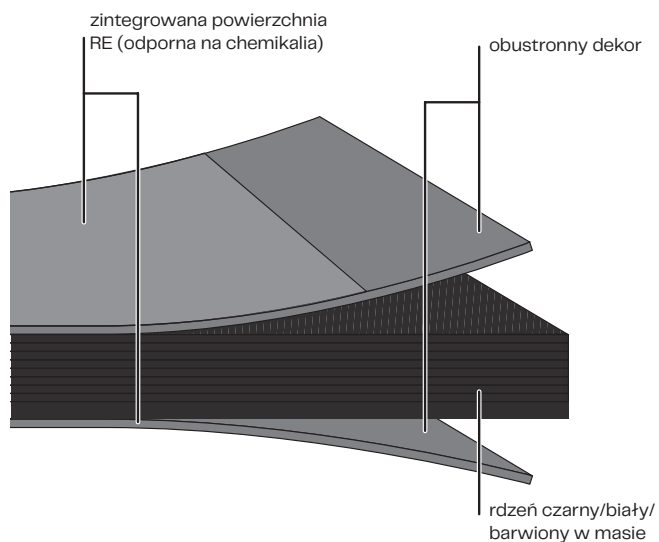 zintegrowana powierzchnia
RE (odporna na chemikalia)
obustronny dekor
rdzeń czarny/biały/
barwiony w masie